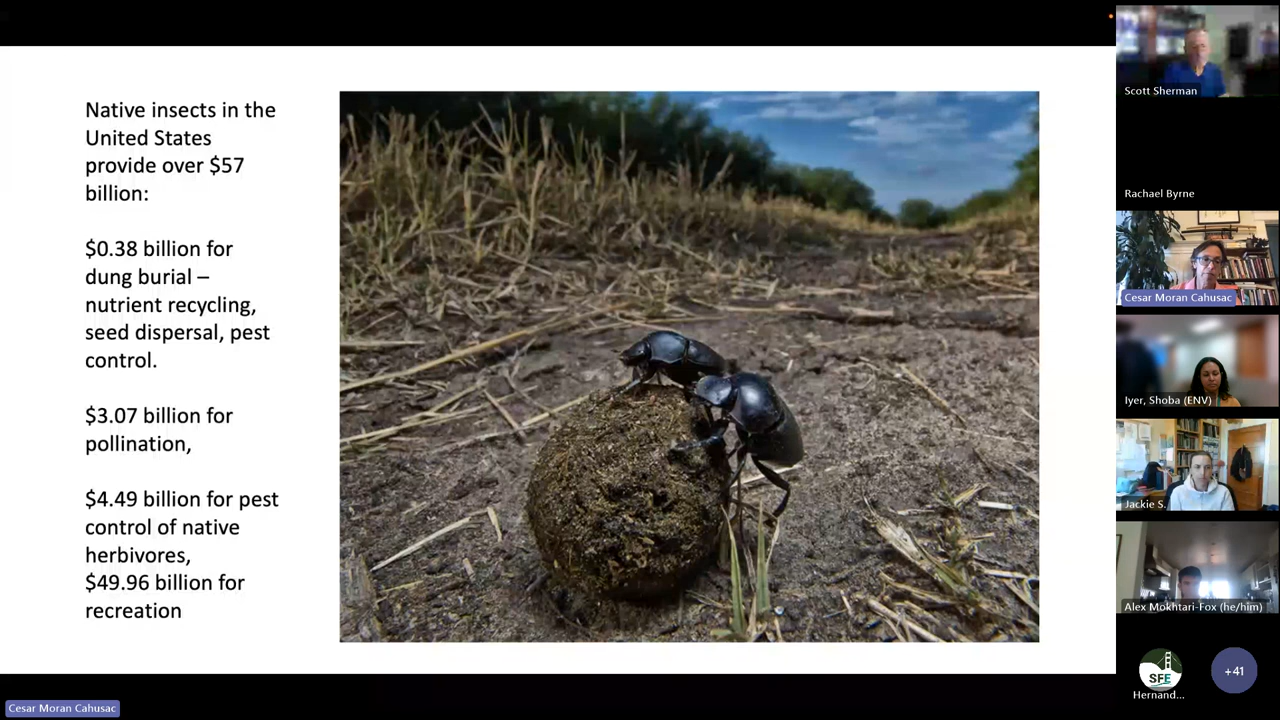 Native insects in the
United States
provide over $57
billion:
$0.38 billion for
dung burial –
nutrient recycling,
seed dispersal, pest
control.
$3.07 billion for
pollination,
$4.49 billion for pest
control of native
herbivores,
$49.96 billion for
recreation
Scott Sherman
Rachael Byrne
Cesar Moran Cahusac
Iyer, Shoba (ENV)
Jackie S.
Alex Mokhtari-Fox (he/him)
SFE
Hernand...
+41
Cesar Moran Cahusac